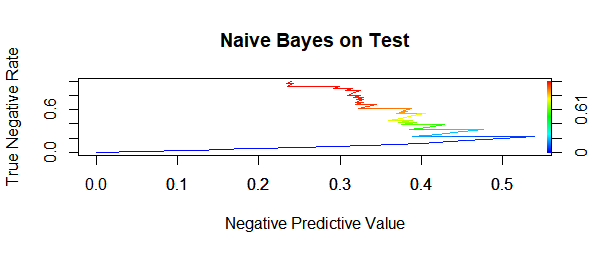 Naive Bayes on Test
True Negative Rate
0.6
0.0
0.61
0
0.0 0.1 0.2 0.3 0.4 0.5
Negative Predictive Value